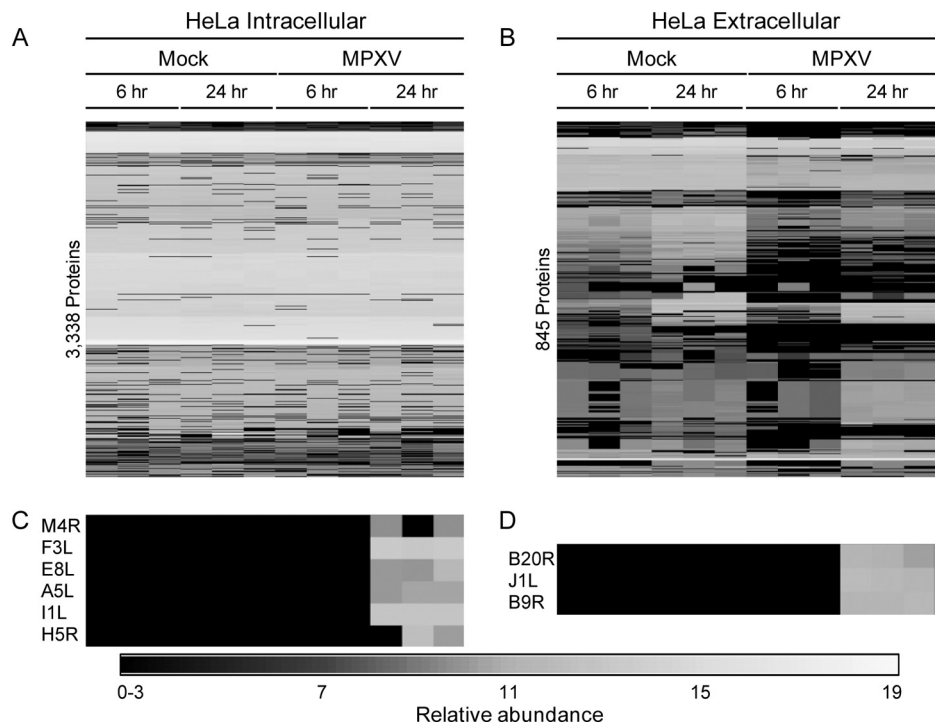 HeLa Intracellular
HeLa Extracellular
A
B
Mock
MPXV
Mock
MPXV
6 hr
24 hr
6 hr
24 hr
6 hr
24 hr
6 hr
24 hr
3,338 Proteins
845 Proteins
C
M4R
F3L
E8L
A5L
I1L
H5R
D
B20R
J1L
B9R
0-3
7
11
15
19
Relative abundance